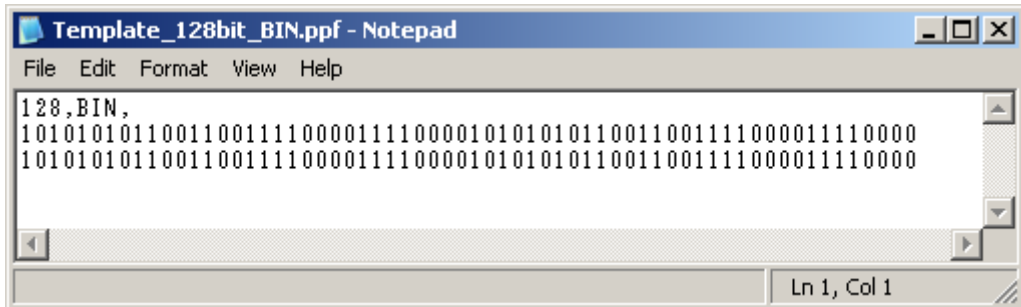 Template_128bit_BIN.ppf - Notepad
File Edit Format View Help
128,BIN,
1010101011001100111100001111000010101010110011001111000011110000
1010101011001100111100001111000010101010110011001111000011110000
Ln 1, Col 1